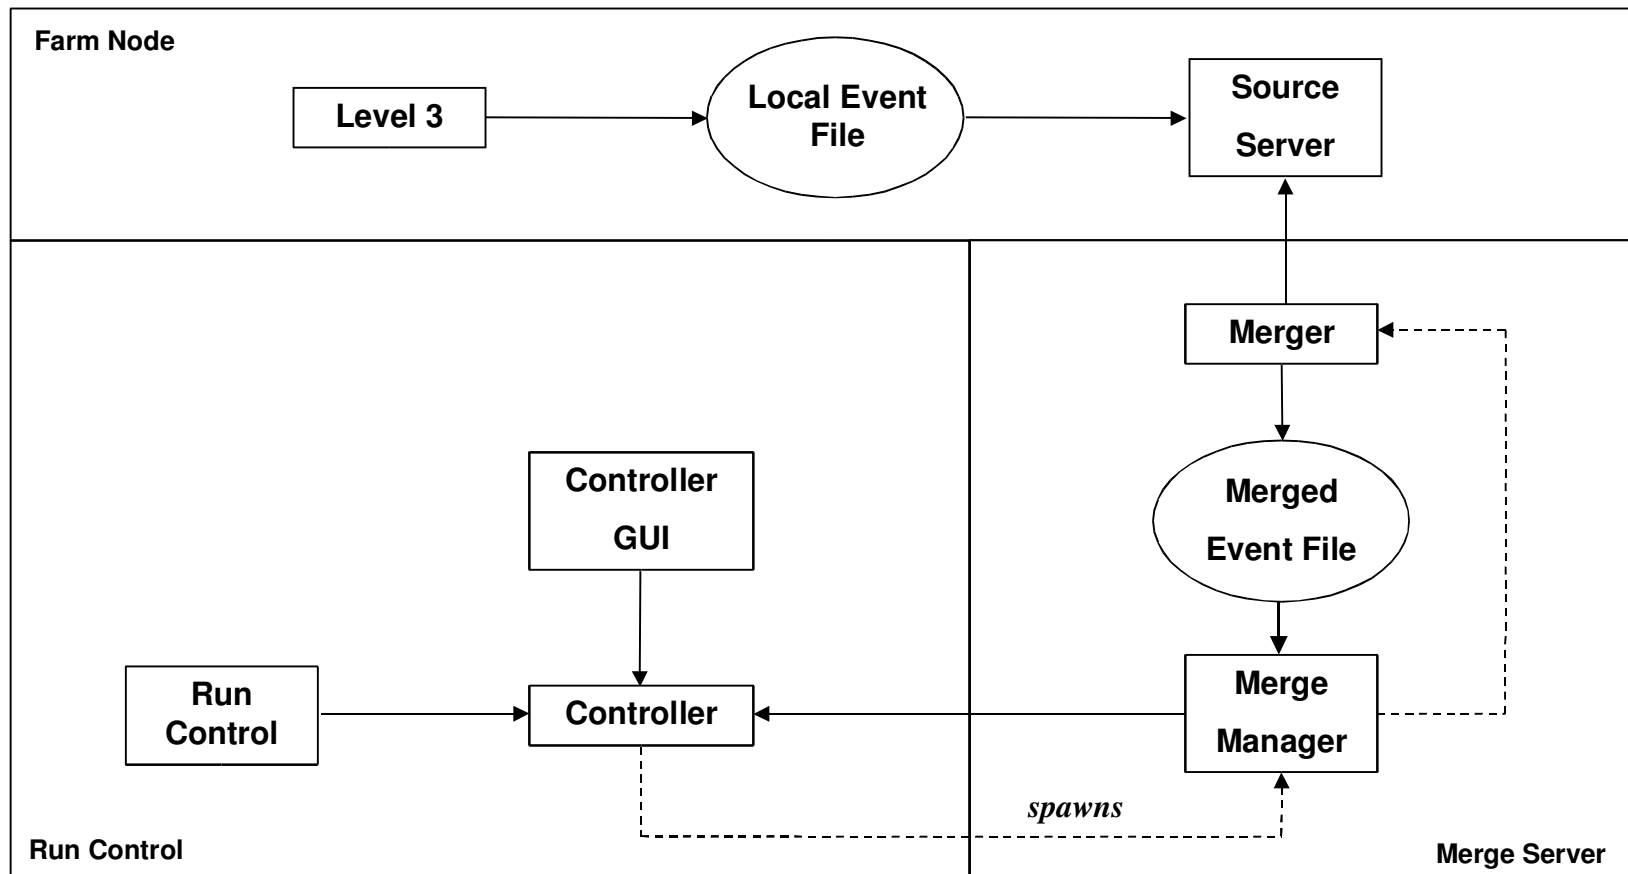 Farm Node
Level 3
Local Event
File
Source
Server
Merger
Controller
GUI
Merged
Event File
Run
Control
Controller
Merge
Manager
spawns
Run Control
Merge Server